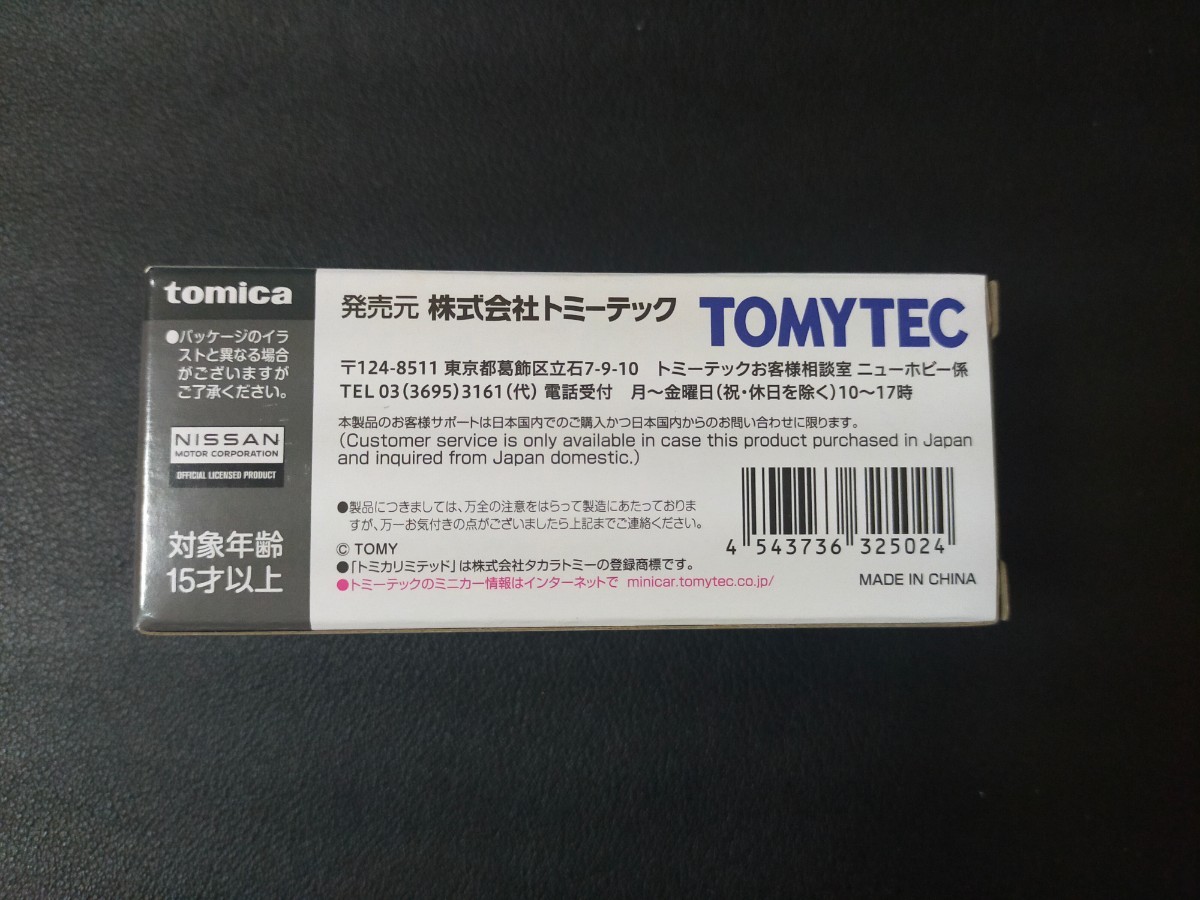 tomica
●パッケージのイラ
ストと異なる場合
がございますが
ご了承ください。
NISSAN
MOTOR CORPORATION
OFFICIAL LICENSED PRODUCT
対象年齢
15才以上
発売元 株式会社トミーテック TOMYTEC
〒124-8511 東京都葛飾区立石7-9-10 トミーテックお客様相談室 ニューホビー係
TEL 03(3695)3161(代) 電話受付 月〜金曜日(祝・休日を除く)10〜17時
本製品のお客様サポートは日本国内でのご購入かつ日本国内からのお問い合わせに限ります。
(Customer service is only available in case this product purchased in Japan
and inquired from Japan domestic.)
●製品につきましては、万全の注意をはらって製造にあたっておりま
すが、万一お気付きの点がございましたら上記までご連絡ください。
© TOMY
●「トミカリミテッド」は株式会社タカラトミーの登録商標です。
●トミーテックのミニカー情報はインターネットで minicar.tomytec.co.jp/
4 543736 325024
MADE IN CHINA